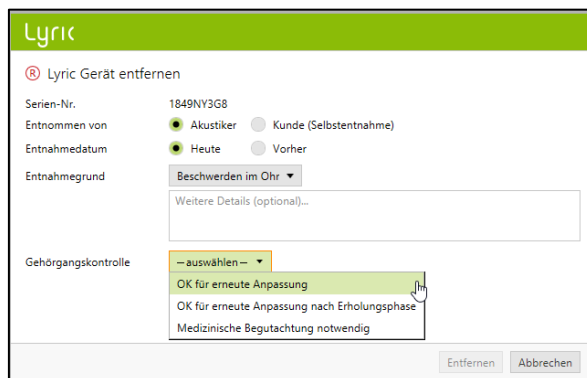 Lyric
R Lyric Gerät entfernen
Serien-Nr. 1849NY3G8
Entnommen von Akustiker Kunde (Selbstentnahme)
Entnahmedatum Heute Vorher
Entnahmegrund Beschwerden im Ohr
Weitere Details (optional)...
Gehörgangskontrolle -- auswählen --
OK für erneute Anpassung
OK für erneute Anpassung nach Erholungsphase
Medizinische Begutachtung notwendig
Entfernen Abbrechen